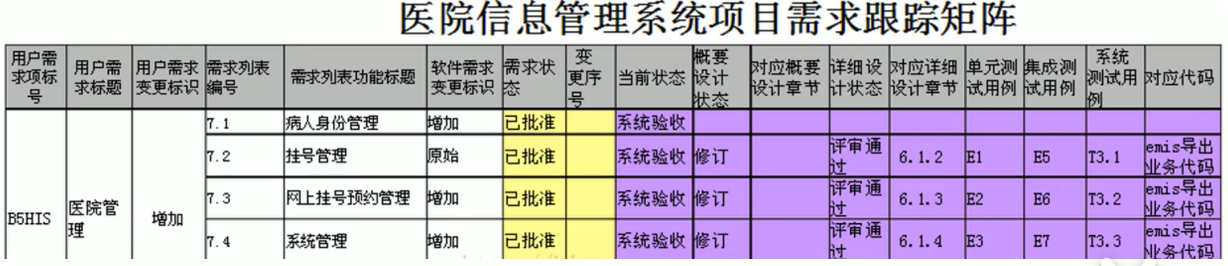 医院信息管理系统项目需求跟踪矩阵
用户需求项标号 用户需求标题 用户需求变更标识 需求列表编号 需求列表功能标题 软件需求变更标识 需求状态 变更序号 当前状态 概要设计状态 对应概要设计章节 详细设计状态 对应详细设计章节 单元测试用例 集成测试用例 系统测试用例 对应代码
7.1 病人身份管理 增加 已批准 系统验收
7.2 挂号管理 原始 已批准 系统验收 修订 评审通过 6.1.2 E1 E5 T3.1 emis导出业务代码
B5HIS 医院管理 增加 7.3 网上挂号预约管理 增加 已批准 系统验收 修订 评审通过 6.1.3 E2 E6 T3.2 emis导出业务代码
7.4 系统管理 增加 已批准 系统验收 修订 评审通过 6.1.4 E3 E7 T3.3 emis导出业务代码